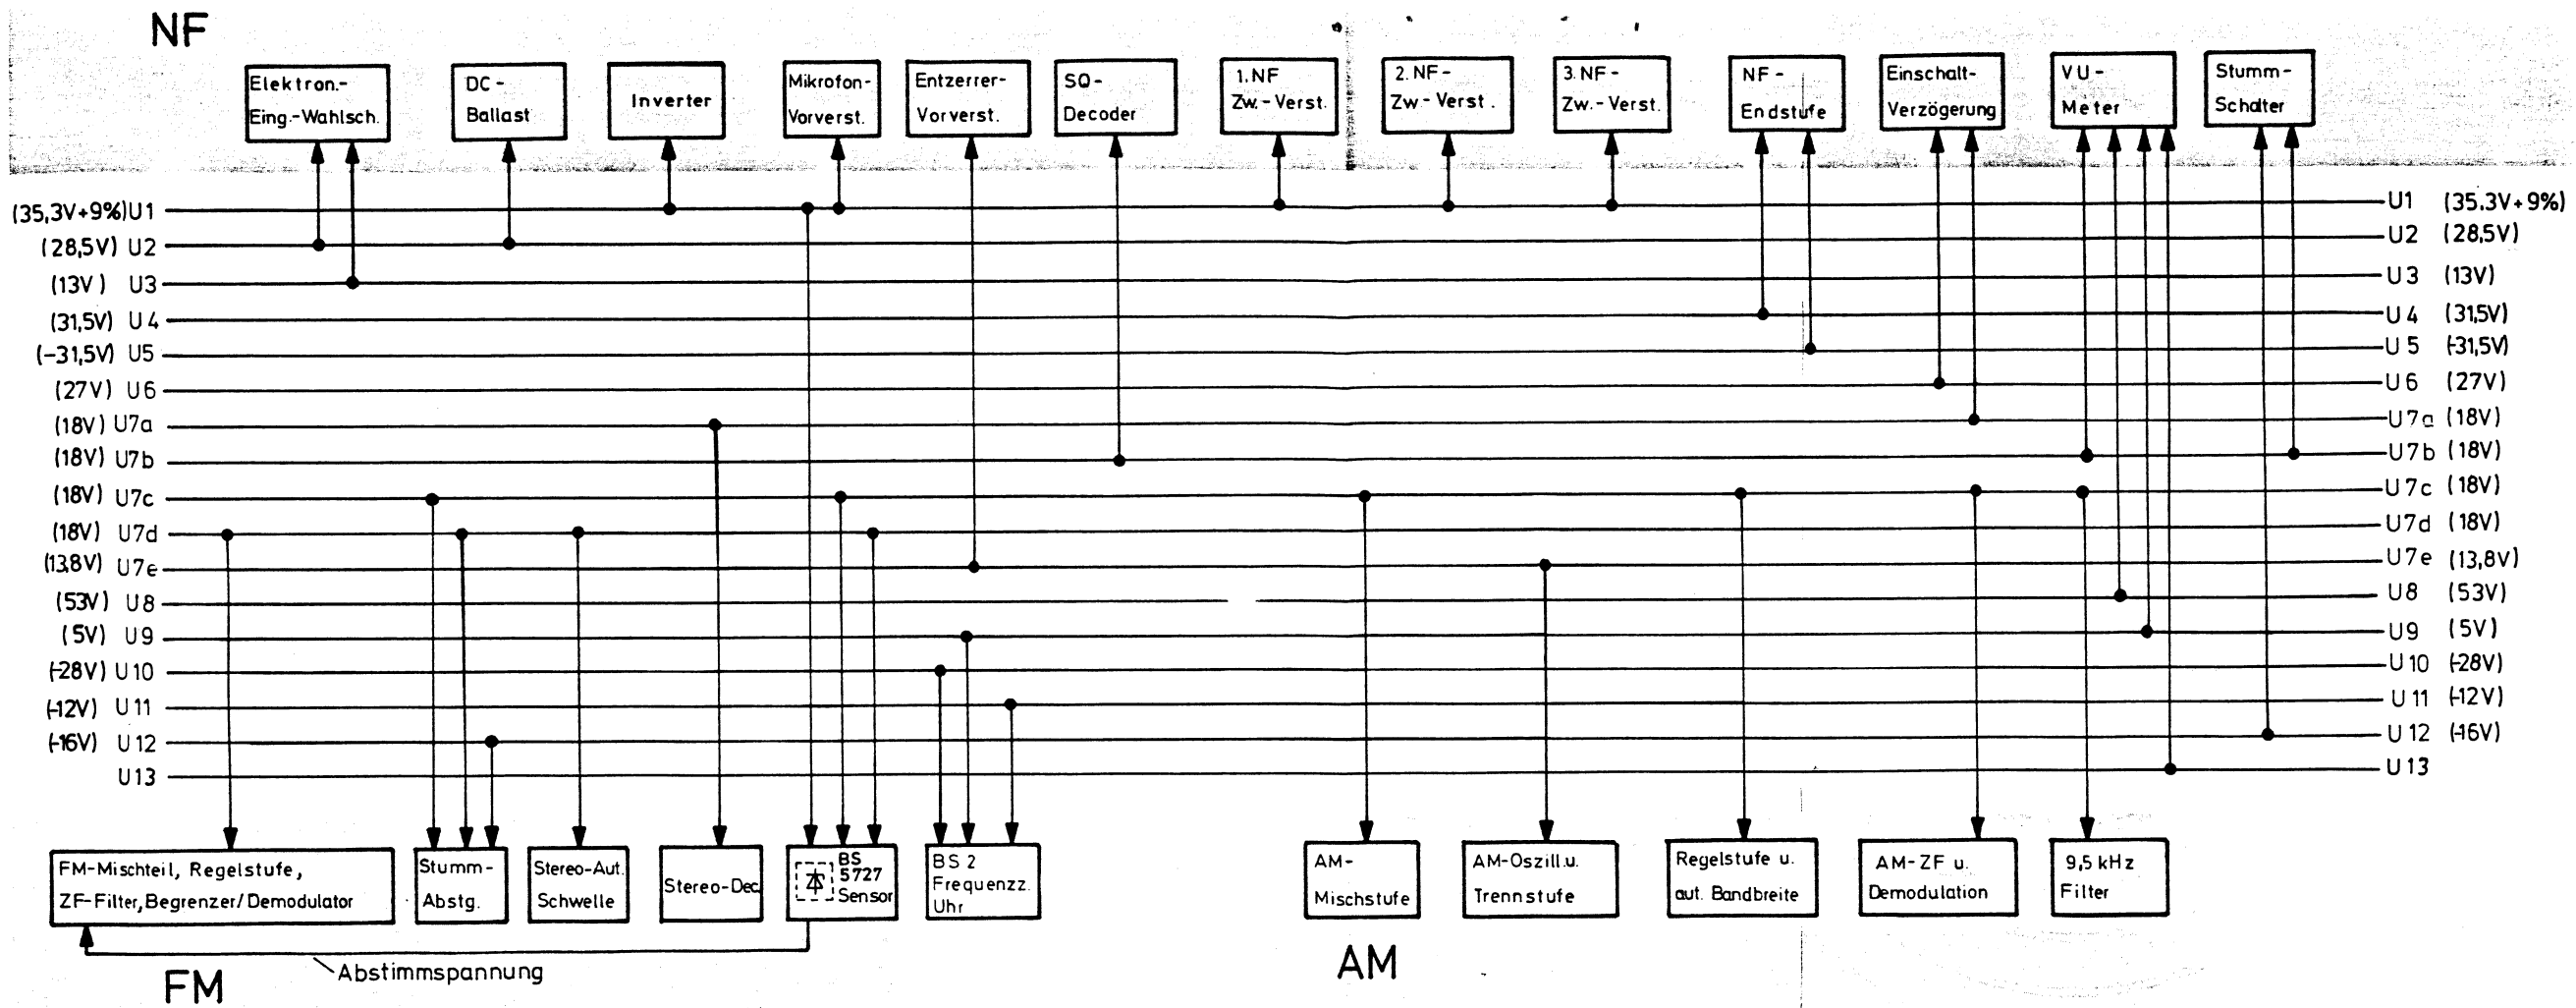 NF
Elektron.-
Eing.-Wahlsch.
DC-
Ballast
Inverter
Mikrofon-
Vorverst.
Entzerrer-
Vorverst.
SQ-
Decoder
1. NF
Zw.-Verst.
2. NF-
Zw-Verst.
3. NF-
Zw.-Verst.
NF-
Endstufe
Einschalt-
Verzögerung
VU-
Meter
Stumm-
Schalter
(35,3V+9%) U1
U1 (35.3V+9%)
(28,5V) U2
U2 (28,5V)
(13V) U3
U3 (13V)
(31,5V) U4
U4 (31,5V)
(-31,5V) U5
U5 (-31,5V)
(27V) U6
U6 (27V)
(18V) U7a
U7a (18V)
(18V) U7b
U7b (18V)
(18V) U7c
U7c (18V)
(18V) U7d
U7d (18V)
(13,8V) U7e
U7e (13,8V)
(53V) U8
U8 (53V)
(5V) U9
U9 (5V)
(-28V) U10
U10 (-28V)
(-12V) U11
U11 (-12V)
(-16V) U12
U12 (-16V)
U13
U13
FM-Mischteil, Regelstufe,
ZF-Filter, Begrenzer/Demodulator
Stumm-
Abstg.
Stereo-Aut.
Schwelle
Stereo-Dec.
BS
5727
Sensor
BS 2
Frequenzz.
Uhr
AM-
Mischstufe
AM-Oszill.u.
Trennstufe
Regelstufe u.
aut. Bandbreite
AM-ZF u.
Demodulation
9,5 kHz
Filter
Abstimmspannung
FM
AM